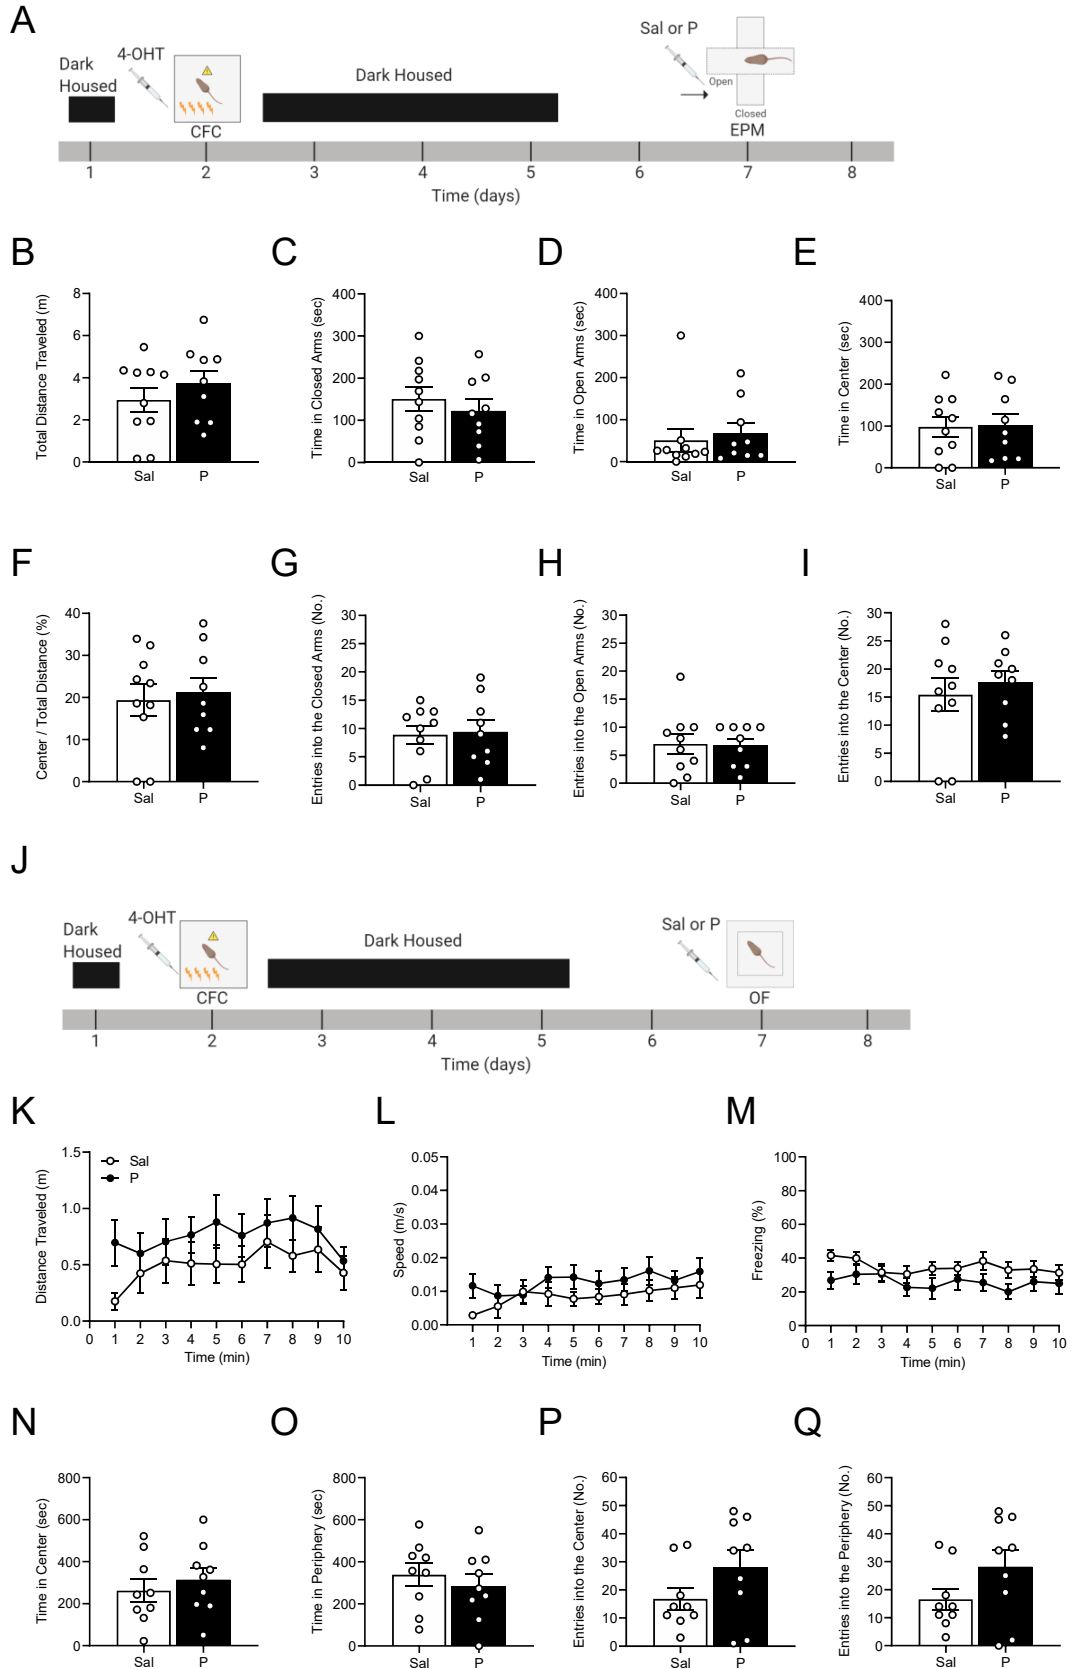 A
Dark
Housed
4-OHT
CFC
Dark Housed
Sal or P
Open
Closed
EPM
1 2 3 4 5 6 7 8
Time (days)
B
Total Distance Traveled (m)
8
6
4
2
0
Sal P
C
Time in Closed Arms (sec)
400
300
200
100
0
Sal P
D
Time in Open Arms (sec)
400
300
200
100
0
Sal P
E
Time in Center (sec)
400
300
200
100
0
Sal P
F
Center / Total Distance (%)
40
30
20
10
0
Sal P
G
Entries into the Closed Arms (No.)
30
25
20
15
10
5
0
Sal P
H
Entries into the Open Arms (No.)
30
25
20
15
10
5
0
Sal P
I
Entries into the Center (No.)
30
25
20
15
10
5
0
Sal P
J
Dark
Housed
4-OHT
CFC
Dark Housed
Sal or P
OF
1 2 3 4 5 6 7 8
Time (days)
K
Distance Traveled (m)
1.5
1.0
0.5
0.0
Sal
P
0 1 2 3 4 5 6 7 8 9 10
Time (min)
L
Speed (m/s)
0.05
0.04
0.03
0.02
0.01
0.00
1 2 3 4 5 6 7 8 9 10
Time (min)
M
Freezing (%)
100
80
60
40
20
0
0 1 2 3 4 5 6 7 8 9 10
Time (min)
N
Time in Center (sec)
800
600
400
200
0
Sal P
O
Time in Periphery (sec)
800
600
400
200
0
Sal P
P
Entries into the Center (No.)
60
50
40
30
20
10
0
Sal P
Q
Entries into the Periphery (No.)
60
50
40
30
20
10
0
Sal P